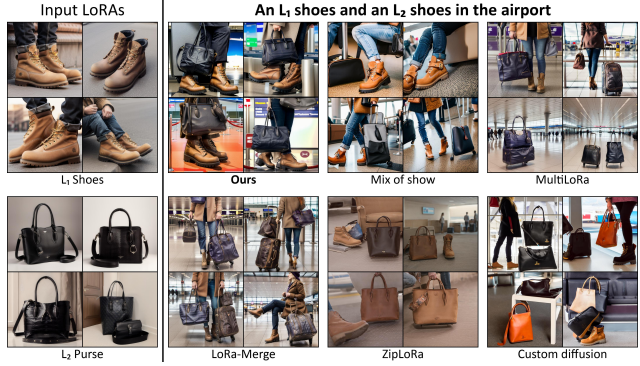 Input LoRAs
An L₁ shoes and an L₂ shoes in the airport
L₁ Shoes
Ours
Mix of show
MultiLoRa
L₂ Purse
LoRa-Merge
ZipLoRa
Custom diffusion